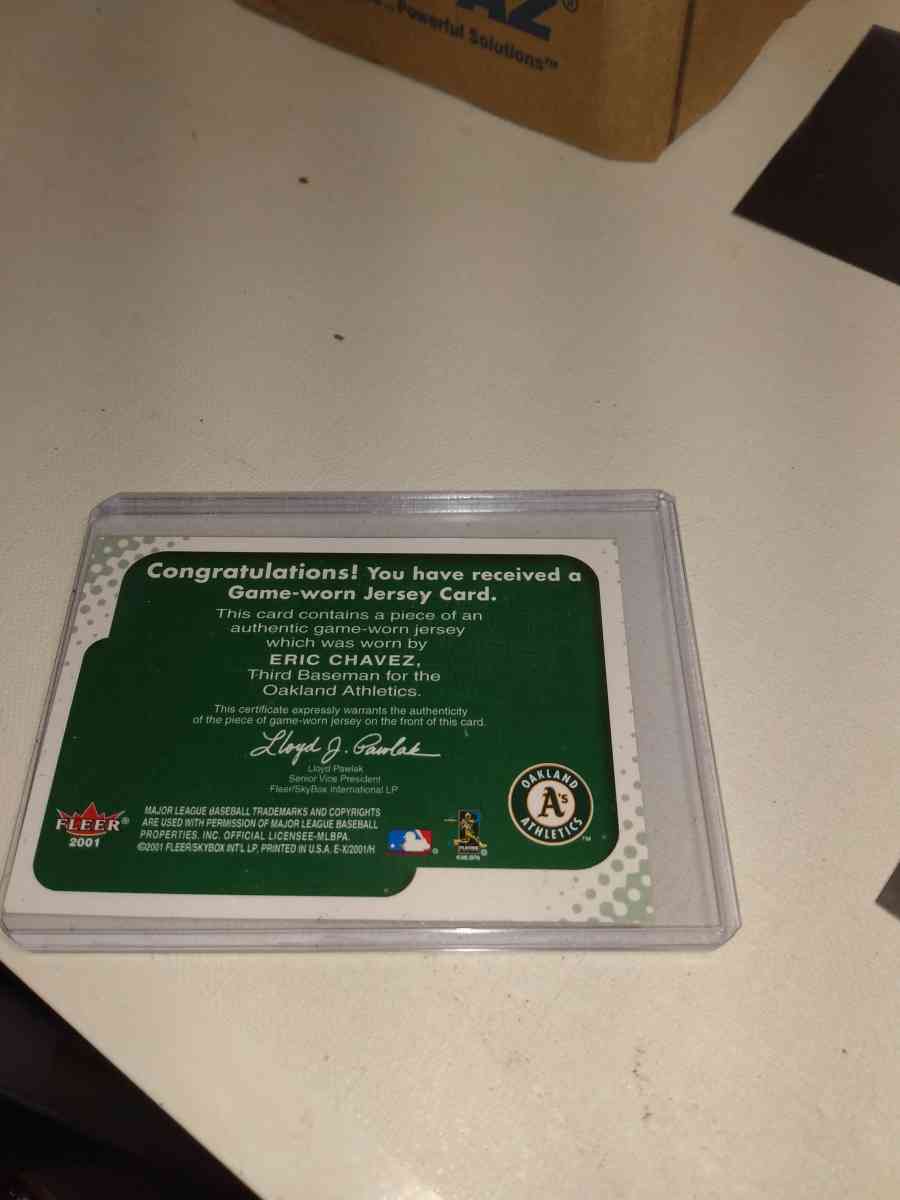 AZ®
Powerful Solutions™
Congratulations! You have received a
Game-worn Jersey Card.
This card contains a piece of an
authentic game-worn jersey
which was worn by
ERIC CHAVEZ,
Third Baseman for the
Oakland Athletics.
This certificate expressly warrants the authenticity
of the piece of game-worn jersey on the front of this card.
Lloyd J. Pawlak
Lloyd Pawlak
Senior Vice President
Fleer/SkyBox International LP
FLEER®
2001
MAJOR LEAGUE BASEBALL TRADEMARKS AND COPYRIGHTS
ARE USED WITH PERMISSION OF MAJOR LEAGUE BASEBALL
PROPERTIES, INC. OFFICIAL LICENSEE-MLBPA.
©2001 FLEER/SKYBOX INT'L LP, PRINTED IN U.S.A. E-X/2001/H
PLAYERS
OAKLAND
A's
ATHLETICS™